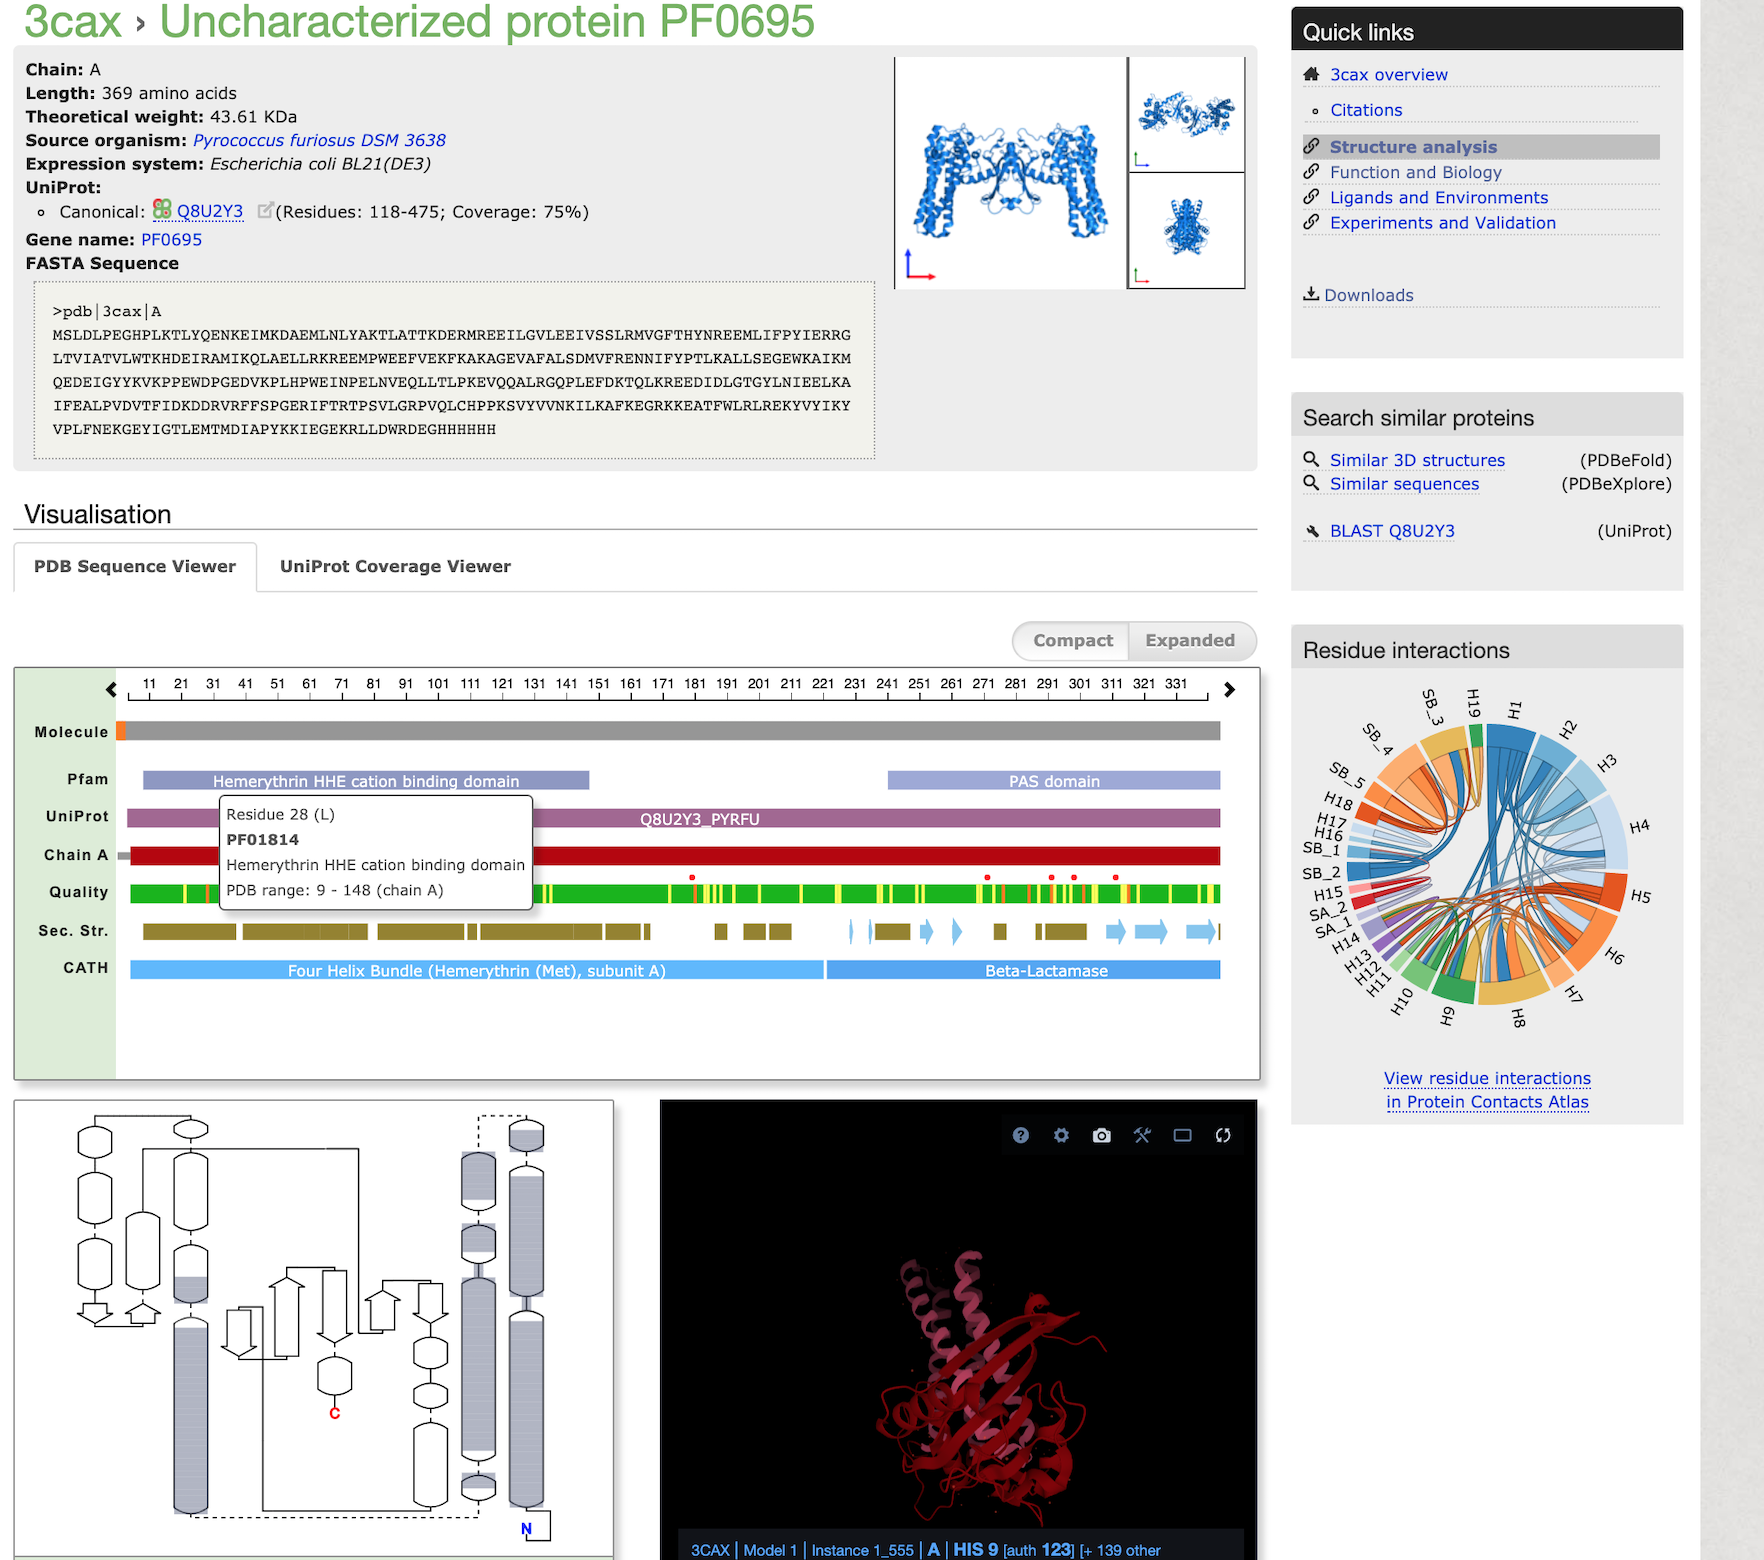 3cax › Uncharacterized protein PF0695
Chain: A
Length: 369 amino acids
Theoretical weight: 43.61 KDa
Source organism: Pyrococcus furiosus DSM 3638
Expression system: Escherichia coli BL21(DE3)
UniProt:
Canonical: Q8U2Y3 (Residues: 118-475; Coverage: 75%)
Gene name: PF0695
FASTA Sequence
>pdb|3cax|A
MSLDLPEGHPLKTLYQENKEIMKDAEMLNLYAKTLATTKDERMREEILGVLEEIVSSLRMVGFTHYNREEMLIFPYIERRG
LTVIATVLWTKHDEIRAMIKQLAELLRKREEMPWEEFVEKFKAKAGEVAFALSDMVFRENNIFYPTLKALLSEGEWKAIKM
QEDEIGYYKVKPPEWDPGEDVKPLHPWEINPELNVEQLLTLPKEVQQALRGQPLEFDKTQLKREEDIDLGTGYLNIEELKA
IFEALPVDVTFIDKDDRVRFFSPGERIFTRTPSVLGRPVQLCHPPKSVYVVNKILKAFKEGRKKEATFWLRLREKYVYIKY
VPLFNEKGEYIGTLEMTMDIAPYKKIEGEKRLLDWRDEGHHHHHH
Visualisation
PDB Sequence Viewer UniProt Coverage Viewer
Compact Expanded
11 21 31 41 51 61 71 81 91 101 111 121 131 141 151 161 171 181 191 201 211 221 231 241 251 261 271 281 291 301 311 321 331
Molecule
Pfam Hemerythrin HHE cation binding domain PAS domain
UniProt Q8U2Y3_PYRFU
Chain A
Quality
Sec. Str.
CATH Four Helix Bundle (Hemerythrin (Met), subunit A) Beta-Lactamase
Residue 28 (L)
PF01814
Hemerythrin HHE cation binding domain
PDB range: 9 - 148 (chain A)
C
N
3CAX | Model 1 | Instance 1_555 | A | HIS 9 [auth 123] [+ 139 other
Quick links
3cax overview
Citations
Structure analysis
Function and Biology
Ligands and Environments
Experiments and Validation
Downloads
Search similar proteins
Similar 3D structures (PDBeFold)
Similar sequences (PDBeXplore)
BLAST Q8U2Y3 (UniProt)
Residue interactions
H1
H2
H3
H4
H5
H6
H7
H8
H9
H10
H11
H12
H13
H14
SA_1
SA_2
H15
SB_2
SB_1
H16
H17
H18
SB_5
SB_4
SB_3
H19
View residue interactions
in Protein Contacts Atlas